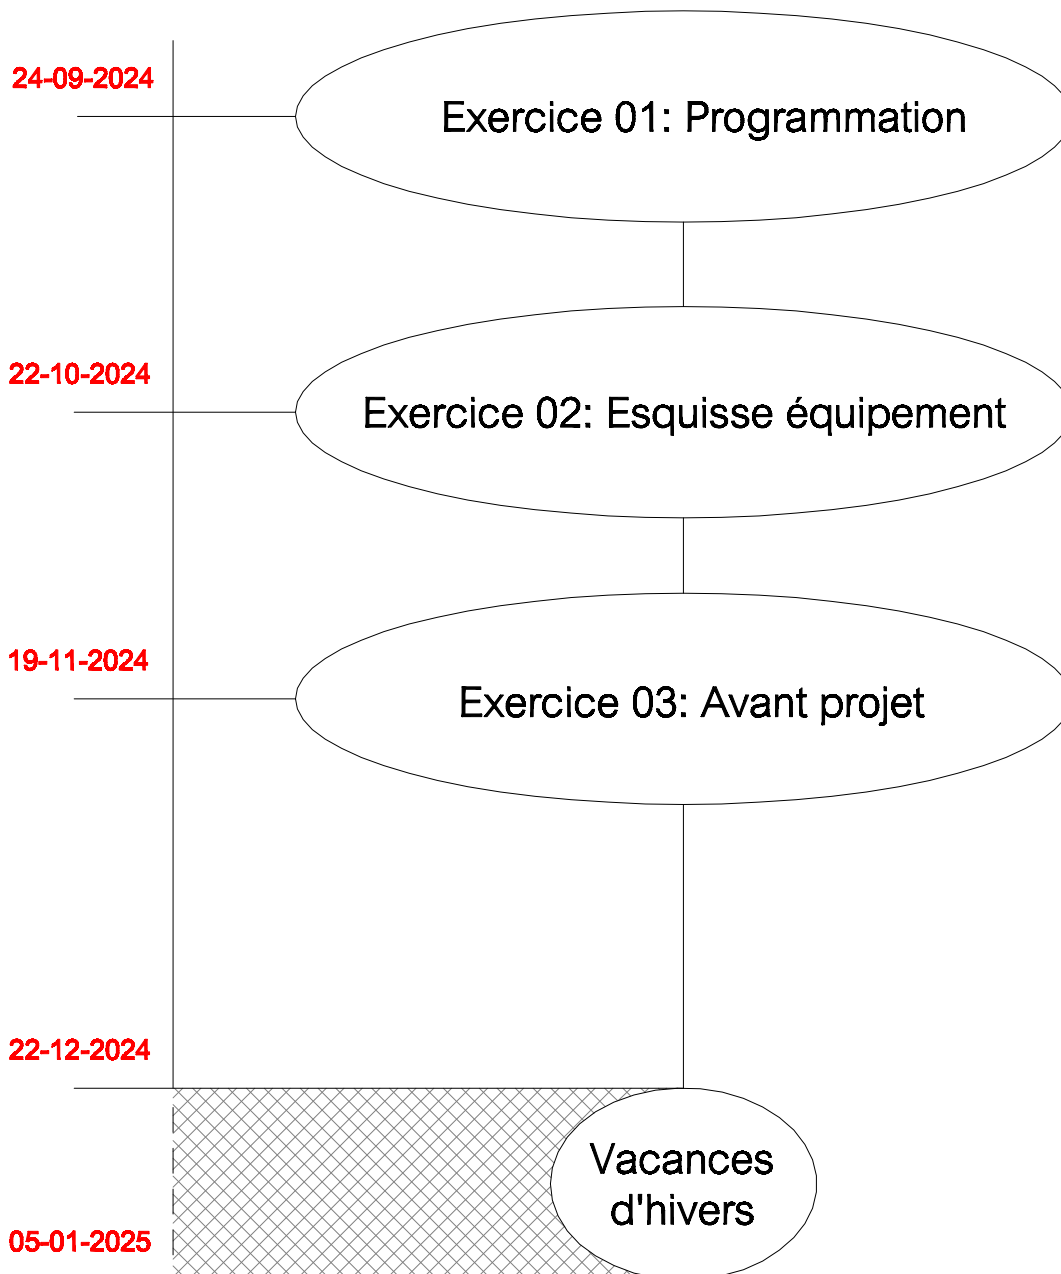 24-09-2024
Exercice 01: Programmation
22-10-2024
Exercice 02: Esquisse équipement
19-11-2024
Exercice 03: Avant projet
22-12-2024
Vacances
d'hivers
05-01-2025